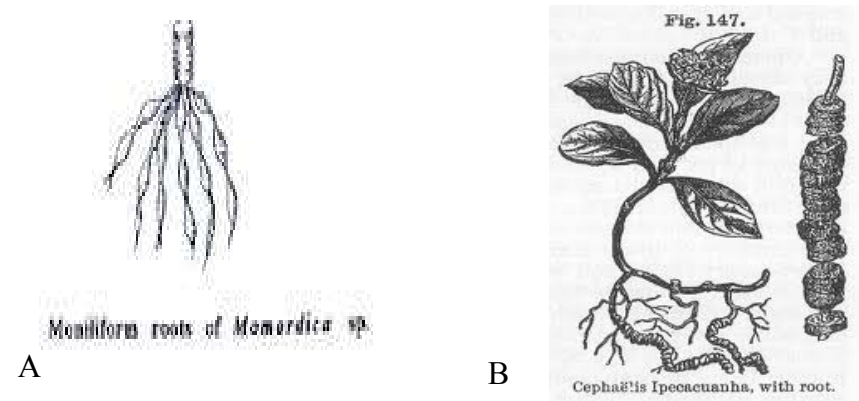 Fig. 147.
Moniliform roots of Momordica sp.
A
B
Cephaëlis Ipecacuanha, with root.